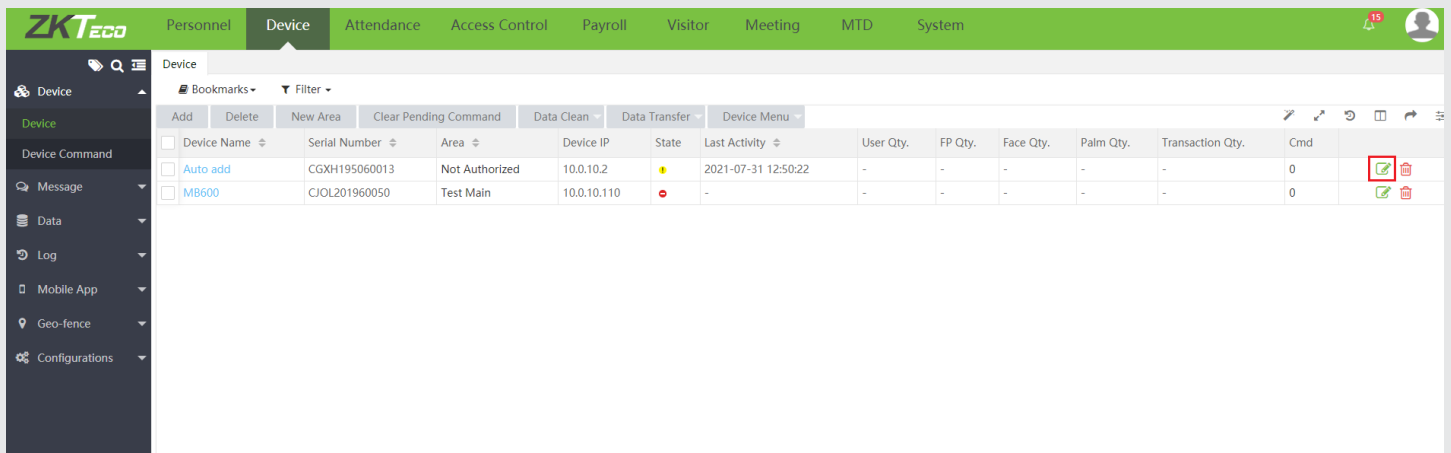 ZKTeco Personnel Device Attendance Access Control Payroll Visitor Meeting MTD System 15
Device
Device
Bookmarks Filter
Device
Add Delete New Area Clear Pending Command Data Clean Data Transfer Device Menu
Device Command
Device Name Serial Number Area Device IP State Last Activity User Qty. FP Qty. Face Qty. Palm Qty. Transaction Qty. Cmd
Auto add CGXH195060013 Not Authorized 10.0.10.2 2021-07-31 12:50:22 - - - - - 0
Message
MB600 CJOL201960050 Test Main 10.0.10.110 - - - - - - 0
Data
Log
Mobile App
Geo-fence
Configurations